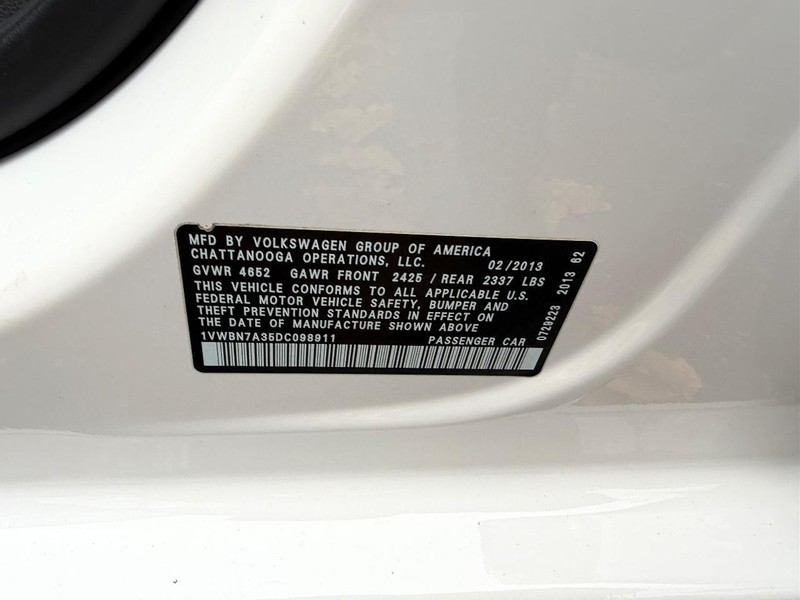 MFD BY VOLKSWAGEN GROUP OF AMERICA
CHATTANOOGA OPERATIONS, LLC. 02/2013
GVWR 4652 GAWR FRONT 2425 / REAR 2337 LBS
THIS VEHICLE CONFORMS TO ALL APPLICABLE U.S.
FEDERAL MOTOR VEHICLE SAFETY, BUMPER AND
THEFT PREVENTION STANDARDS IN EFFECT ON
THE DATE OF MANUFACTURE SHOWN ABOVE
1VWBN7A35DC098911 PASSENGER CAR
0729223 2013 62